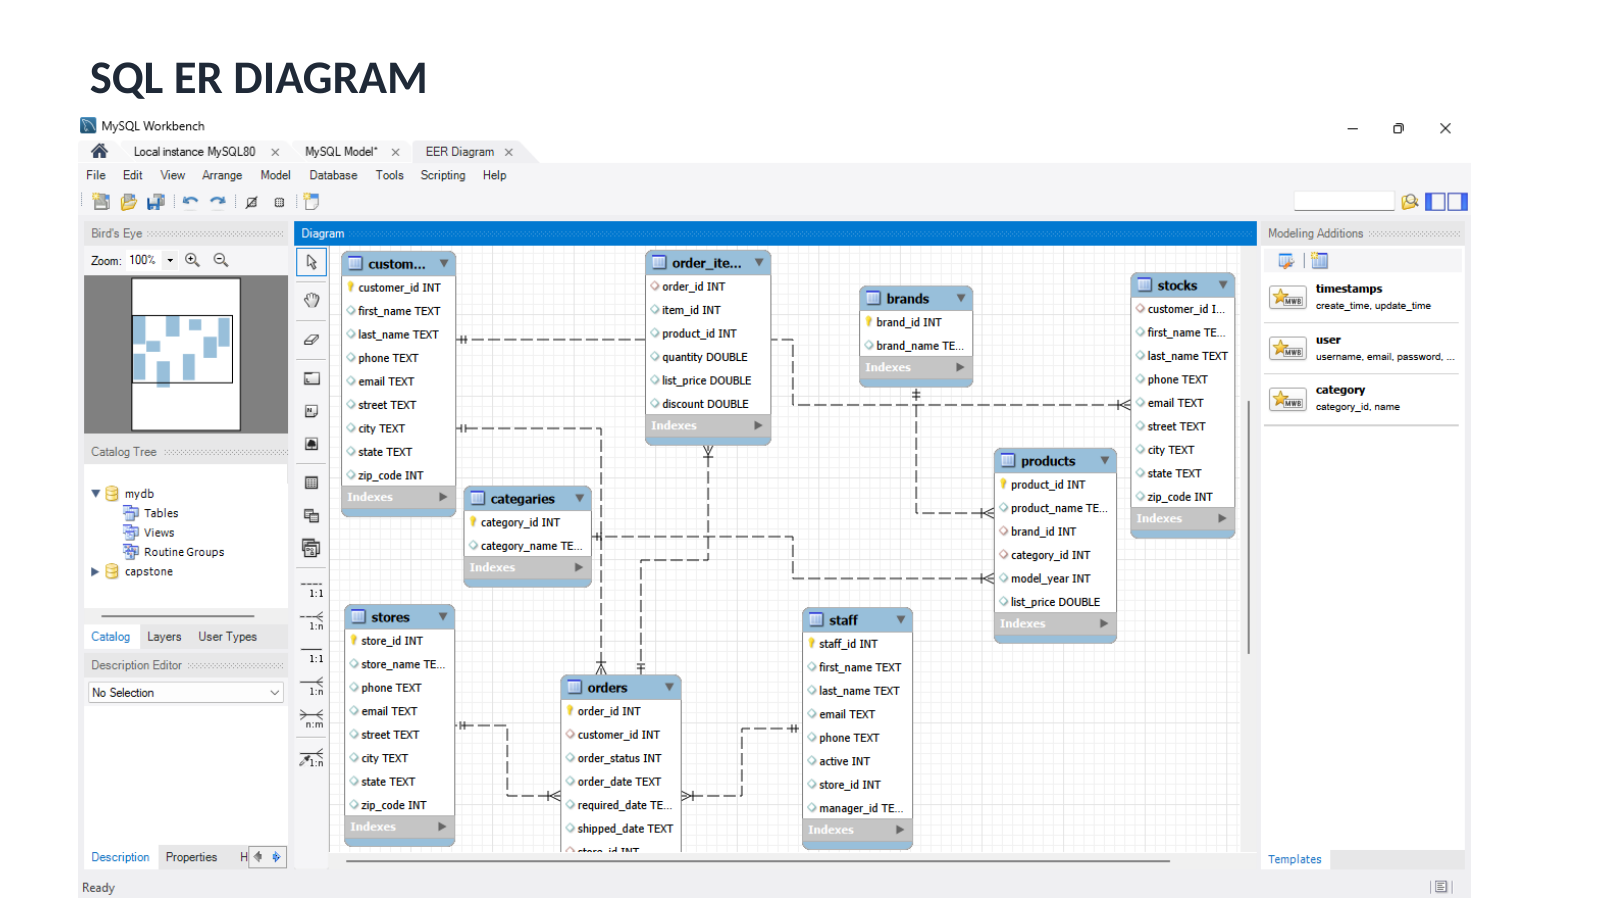 SQL ER DIAGRAM
MySQL Workbench
Local instance MySQL80
MySQL Model*
EER Diagram
File Edit View Arrange Model Database Tools Scripting Help
Bird's Eye
Zoom: 100%
Catalog Tree
mydb
Tables
Views
Routine Groups
capstone
Catalog Layers User Types
Description Editor
No Selection
Description Properties H
Ready
Diagram
1:1
1:n
1:1
1:n
n:m
1:n
custom...
customer_id INT
first_name TEXT
last_name TEXT
phone TEXT
email TEXT
street TEXT
city TEXT
state TEXT
zip_code INT
Indexes
order_ite...
order_id INT
item_id INT
product_id INT
quantity DOUBLE
list_price DOUBLE
discount DOUBLE
Indexes
brands
brand_id INT
brand_name TE...
Indexes
stocks
customer_id I...
first_name TE...
last_name TEXT
phone TEXT
email TEXT
street TEXT
city TEXT
state TEXT
zip_code INT
Indexes
categaries
category_id INT
category_name TE...
Indexes
products
product_id INT
product_name TE...
brand_id INT
category_id INT
model_year INT
list_price DOUBLE
Indexes
stores
store_id INT
store_name TE...
phone TEXT
email TEXT
street TEXT
city TEXT
state TEXT
zip_code INT
Indexes
orders
order_id INT
customer_id INT
order_status INT
order_date TEXT
required_date TE...
shipped_date TEXT
store_id INT
staff
staff_id INT
first_name TEXT
last_name TEXT
email TEXT
phone TEXT
active INT
store_id INT
manager_id TE...
Indexes
Modeling Additions
MWB
timestamps
create_time, update_time
MWB
user
username, email, password, ...
MWB
category
category_id, name
Templates